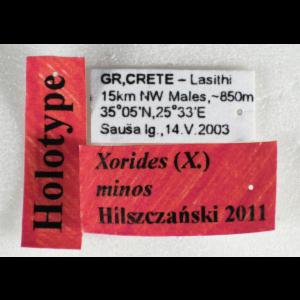 Holotype
GR,CRETE – Lasithi
15km NW Males,~850m
35°05'N,25°33'E
Sauša lg.,14.V.2003
Xorides (X.)
minos
Hilszczański 2011